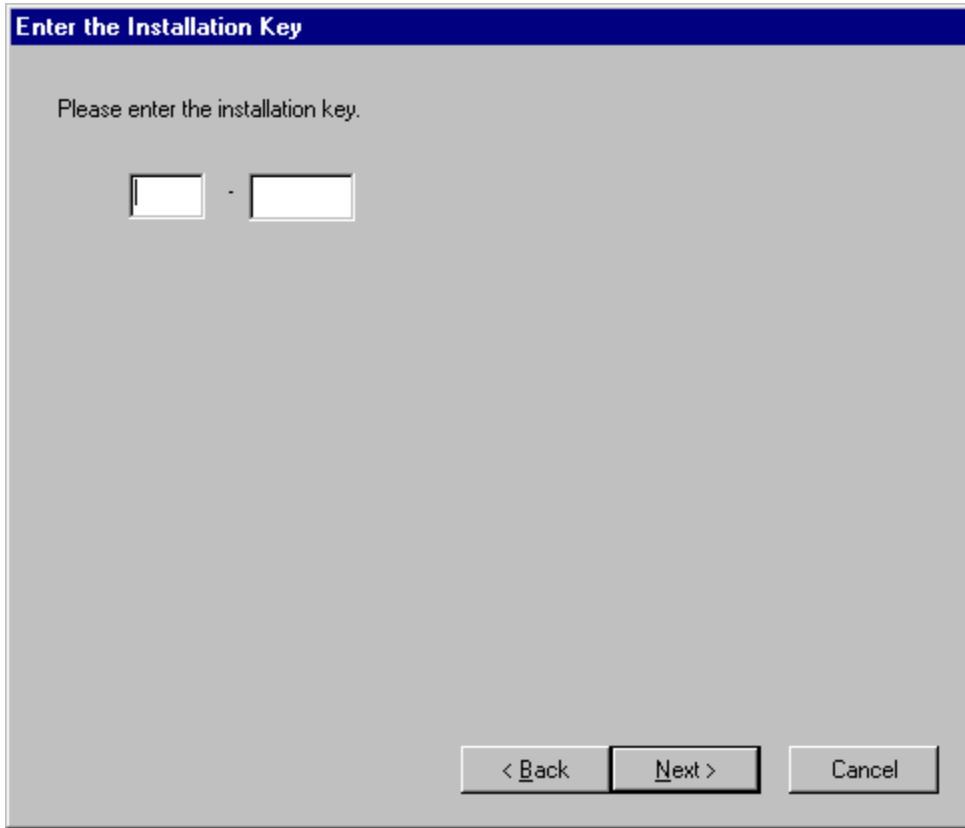 Enter the Installation Key
Please enter the installation key.
-
< Back Next > Cancel